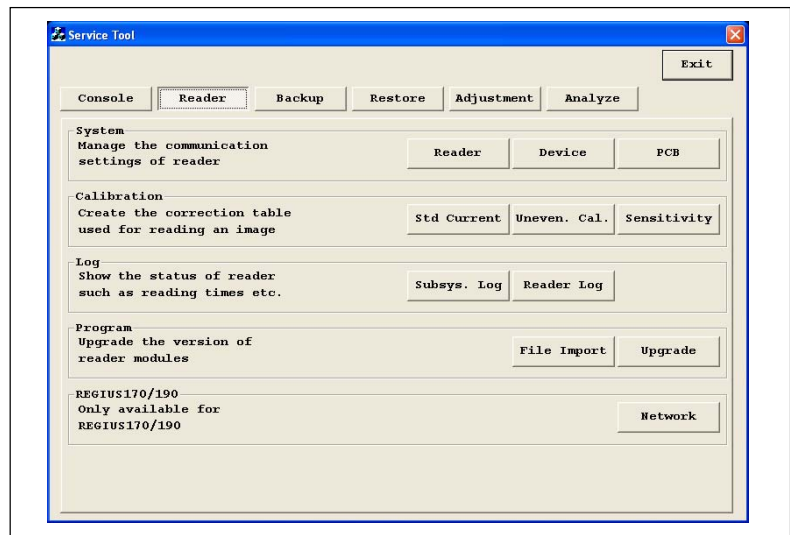 Service Tool
Exit
Console Reader Backup Restore Adjustment Analyze
System
Manage the communication
settings of reader
Reader Device PCB
Calibration
Create the correction table
used for reading an image
Std Current Uneven. Cal. Sensitivity
Log
Show the status of reader
such as reading times etc.
Subsys. Log Reader Log
Program
Upgrade the version of
reader modules
File Import Upgrade
REGIUS170/190
Only available for
REGIUS170/190
Network